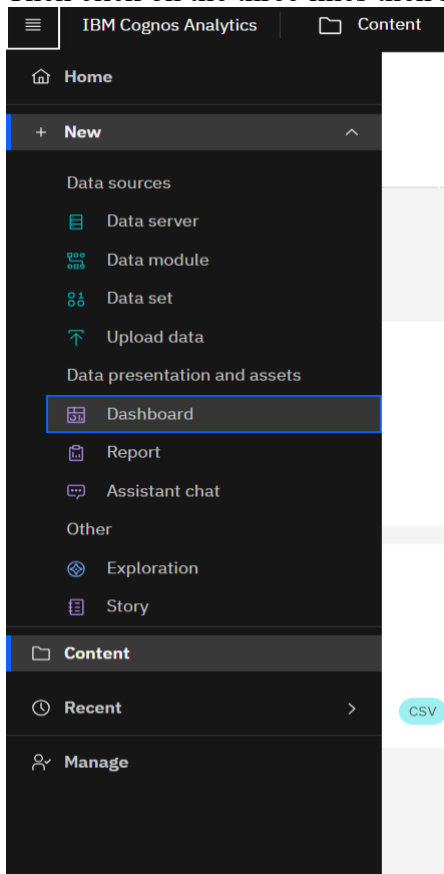 IBM Cognos Analytics Content
Home
New
Data sources
Data server
Data module
Data set
Upload data
Data presentation and assets
Dashboard
Report
Assistant chat
Other
Exploration
Story
Content
Recent
CSV
Manage